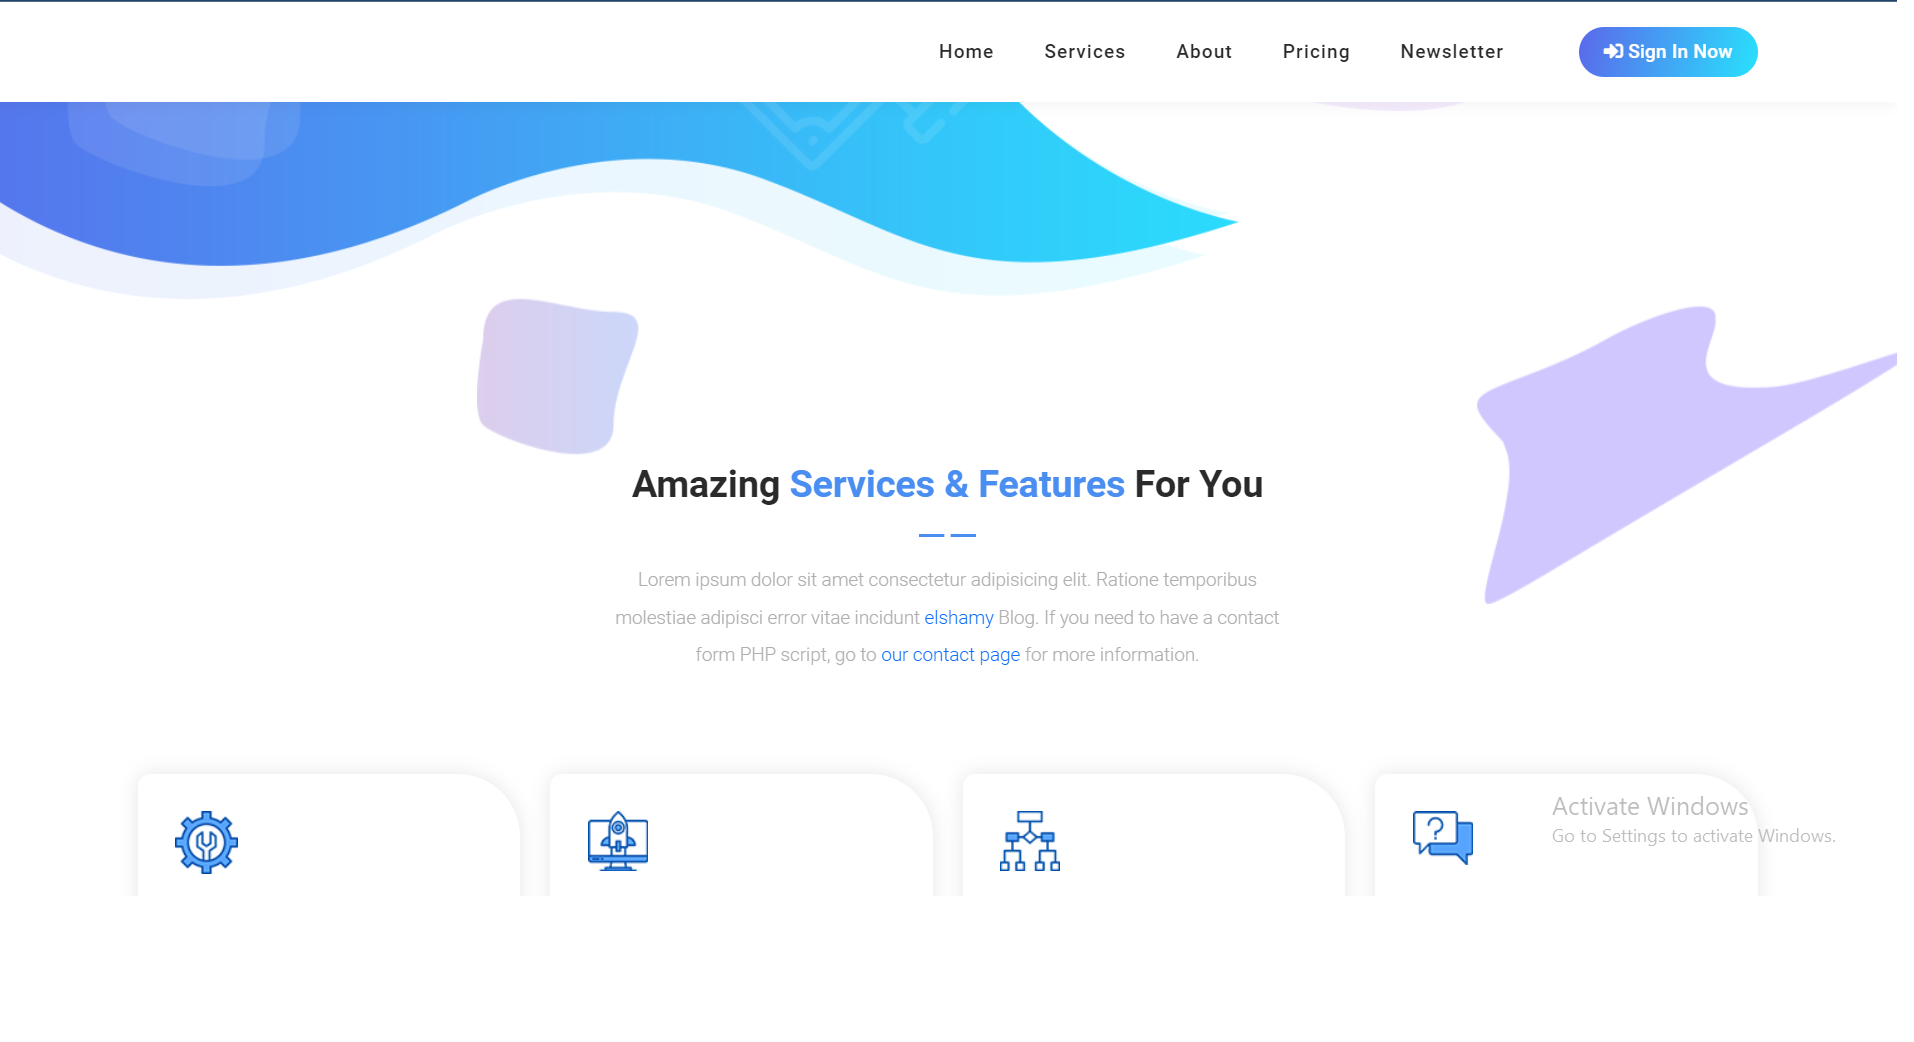 Home Services About Pricing Newsletter Sign In Now
Amazing Services & Features For You
Lorem ipsum dolor sit amet consectetur adipisicing elit. Ratione temporibus
molestiae adipisci error vitae incidunt elshamy Blog. If you need to have a contact
form PHP script, go to our contact page for more information.
?
Activate Windows
Go to Settings to activate Windows.